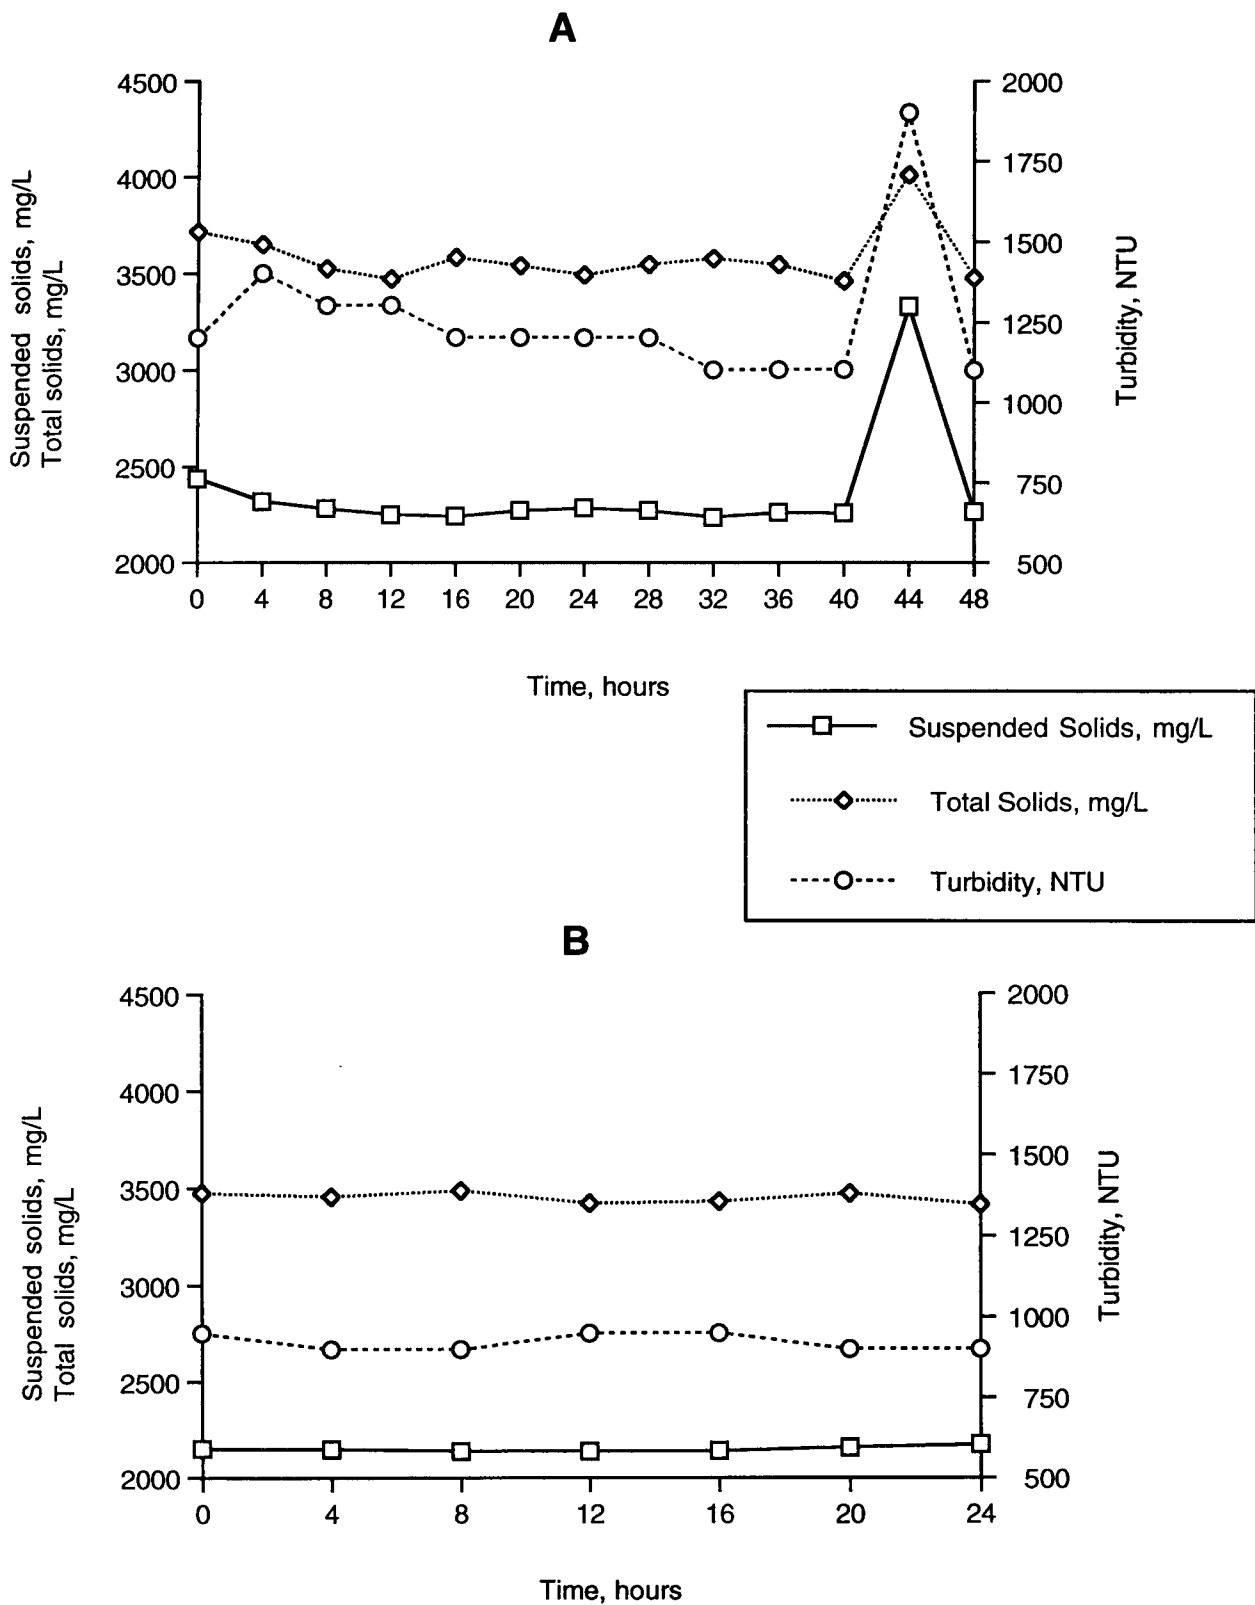 A
4500
4000
3500
3000
2500
2000
Suspended solids, mg/L
Total solids, mg/L
2000
1750
1500
1250
1000
750
500
Turbidity, NTU
0 4 8 12 16 20 24 28 32 36 40 44 48
Time, hours
Suspended Solids, mg/L
Total Solids, mg/L
Turbidity, NTU
B
4500
4000
3500
3000
2500
2000
Suspended solids, mg/L
Total solids, mg/L
2000
1750
1500
1250
1000
750
500
Turbidity, NTU
0 4 8 12 16 20 24
Time, hours